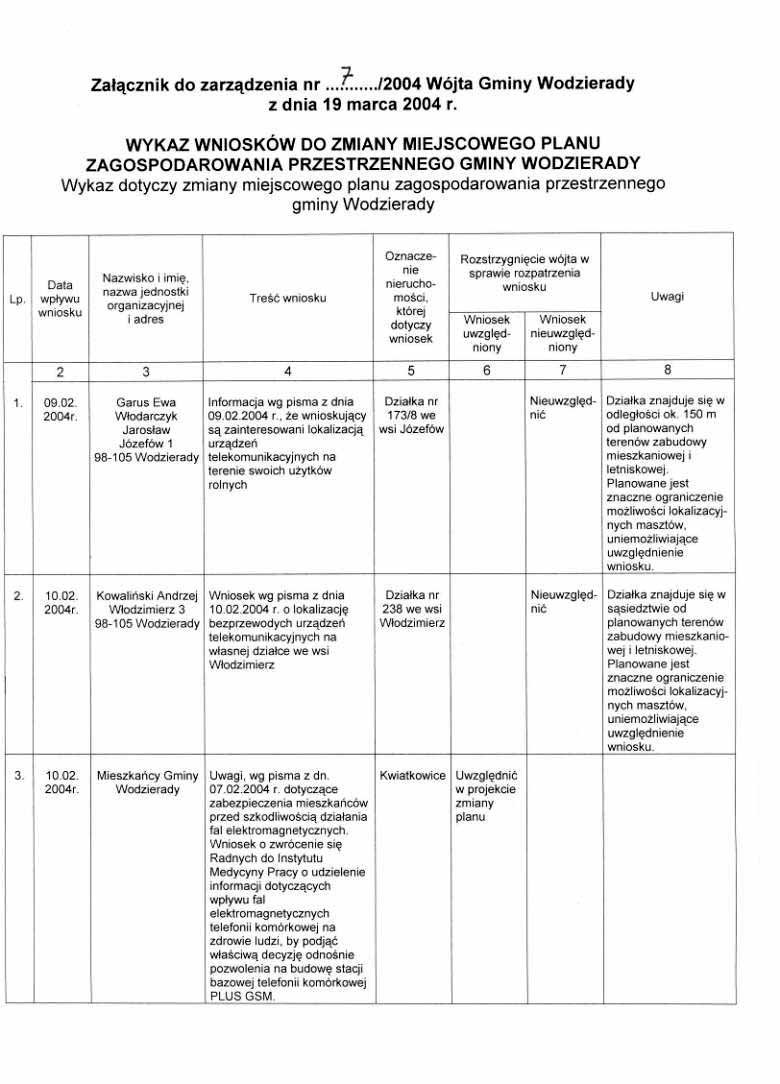 Załącznik do zarządzenia nr ...7......./2004 Wójta Gminy Wodzierady
z dnia 19 marca 2004 r.
WYKAZ WNIOSKÓW DO ZMIANY MIEJSCOWEGO PLANU
ZAGOSPODAROWANIA PRZESTRZENNEGO GMINY WODZIERADY
Wykaz dotyczy zmiany miejscowego planu zagospodarowania przestrzennego
gminy Wodzierady
Lp.
Data
wpływu
wniosku
Nazwisko i imię,
nazwa jednostki
organizacyjnej
i adres
Treść wniosku
Oznacze-
nie
nierucho-
mości,
której
dotyczy
wniosek
Rozstrzygnięcie wójta w
sprawie rozpatrzenia
wniosku
Wniosek
uwzględ-
niony
Wniosek
nieuwzględ-
niony
Uwagi
2 3 4 5 6 7 8
1.
09.02.
2004r.
Garus Ewa
Włodarczyk
Jarosław
Józefów 1
98-105 Wodzierady
Informacja wg pisma z dnia
09.02.2004 r., że wnioskujący
są zainteresowani lokalizacją
urządzeń
telekomunikacyjnych na
terenie swoich użytków
rolnych
Działka nr
173/8 we
wsi Józefów
Nieuwzględ-
nić
Działka znajduje się w
odległości ok. 150 m
od planowanych
terenów zabudowy
mieszkaniowej i
letniskowej.
Planowane jest
znaczne ograniczenie
możliwości lokalizacyj-
nych masztów,
uniemożliwiające
uwzględnienie
wniosku.
2.
10.02.
2004r.
Kowaliński Andrzej
Włodzimierz 3
98-105 Wodzierady
Wniosek wg pisma z dnia
10.02.2004 r. o lokalizację
bezprzewodych urządzeń
telekomunikacyjnych na
własnej działce we wsi
Włodzimierz
Działka nr
238 we wsi
Włodzimierz
Nieuwzględ-
nić
Działka znajduje się w
sąsiedztwie od
planowanych terenów
zabudowy mieszkanio-
wej i letniskowej.
Planowane jest
znaczne ograniczenie
możliwości lokalizacyj-
nych masztów,
uniemożliwiające
uwzględnienie
wniosku.
3.
10.02.
2004r.
Mieszkańcy Gminy
Wodzierady
Uwagi, wg pisma z dn.
07.02.2004 r. dotyczące
zabezpieczenia mieszkańców
przed szkodliwością działania
fal elektromagnetycznych.
Wniosek o zwrócenie się
Radnych do Instytutu
Medycyny Pracy o udzielenie
informacji dotyczących
wpływu fal
elektromagnetycznych
telefonii komórkowej na
zdrowie ludzi, by podjąć
właściwą decyzję odnośnie
pozwolenia na budowę stacji
bazowej telefonii komórkowej
PLUS GSM.
Kwiatkowice
Uwzględnić
w projekcie
zmiany
planu